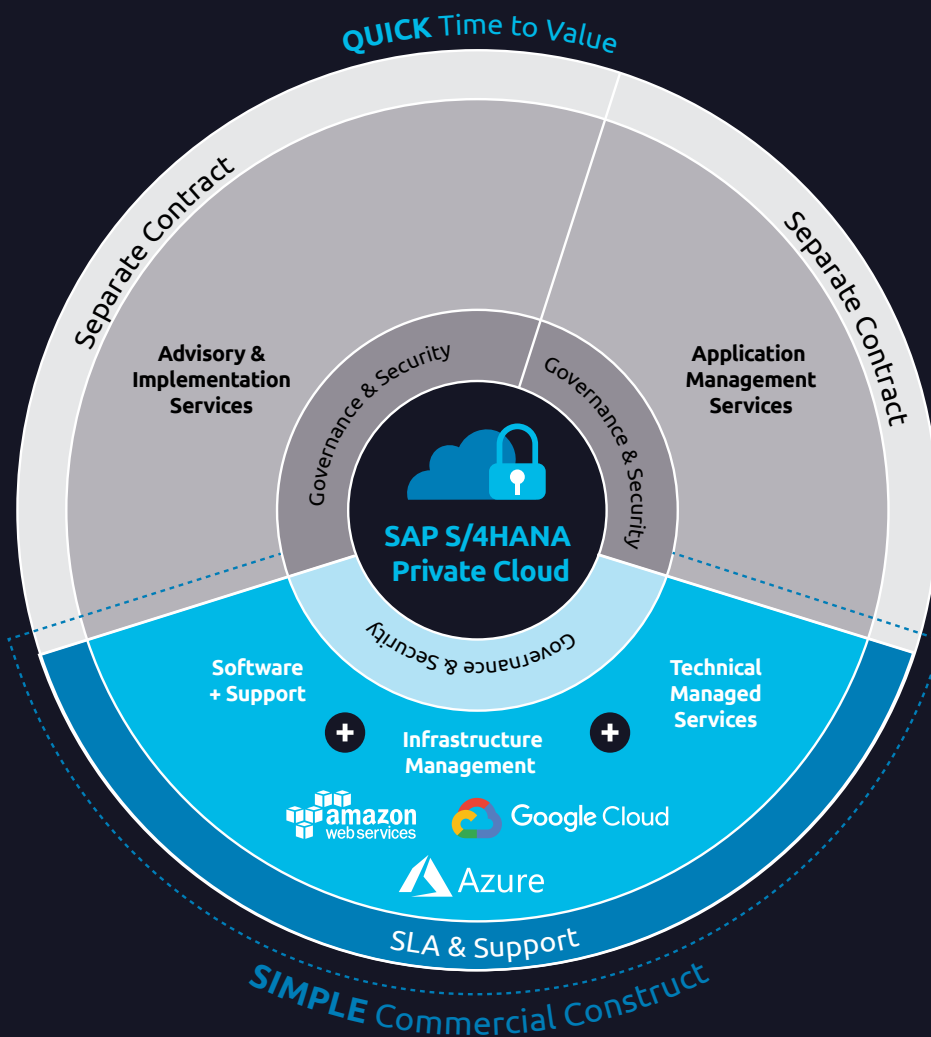 QUICK Time to Value
Separate Contract
Separate Contract
Advisory &
Implementation
Services
Governance & Security
Governance & Security
Application
Management
Services
SAP S/4HANA
Private Cloud
Governance & Security
Software
+ Support
Technical
Managed
Services
+
+
Infrastructure
Management
amazon
web services
Google Cloud
Azure
SLA & Support
SIMPLE Commercial Construct